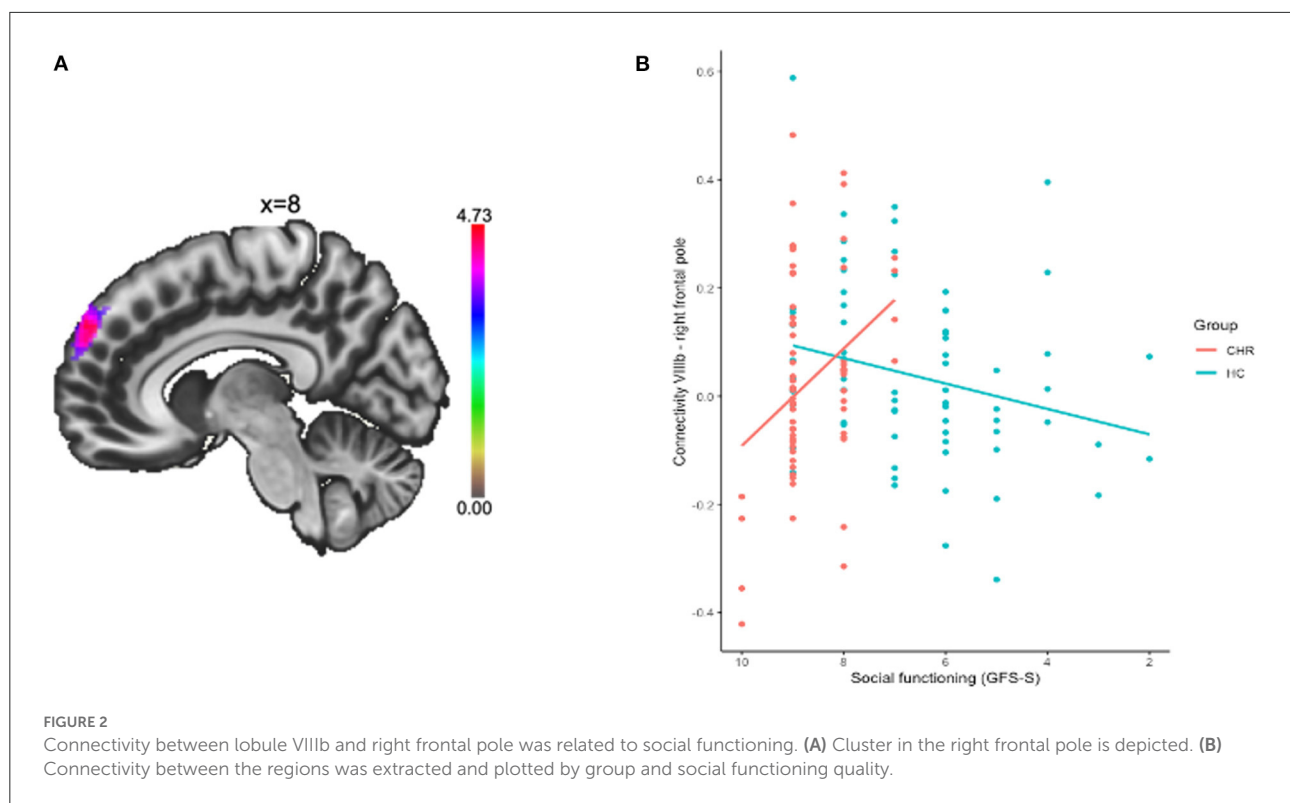 A
x=8
4.73
0.00
B
0.6
0.4
0.2
0.0
-0.2
-0.4
Connectivity VIIIb - right frontal pole
10
8
6
4
2
Social functioning (GFS-S)
Group
CHR
HC
FIGURE 2
Connectivity between lobule VIIIb and right frontal pole was related to social functioning. (A) Cluster in the right frontal pole is depicted. (B)
Connectivity between the regions was extracted and plotted by group and social functioning quality.